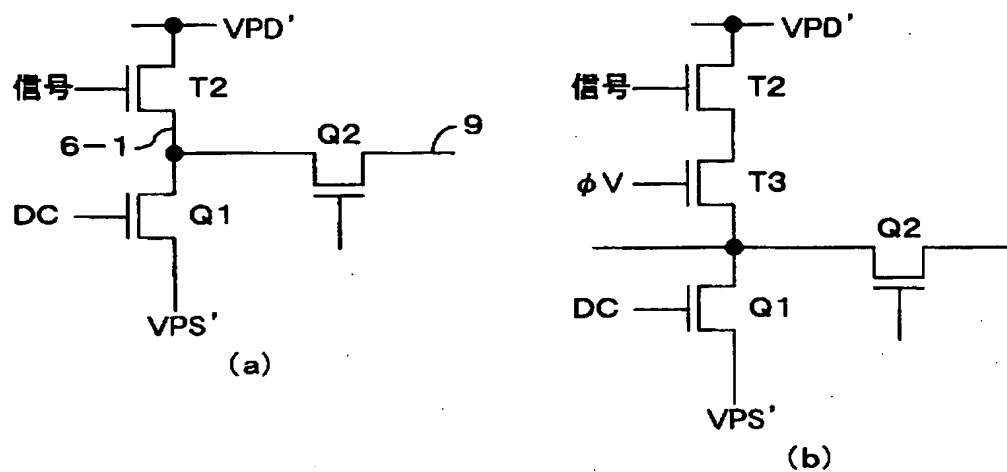 VPD'
信号
T2
6-1
Q2
9
DC
Q1
VPS'
(a)
VPD'
信号
T2
φV
T3
Q2
DC
Q1
VPS'
(b)